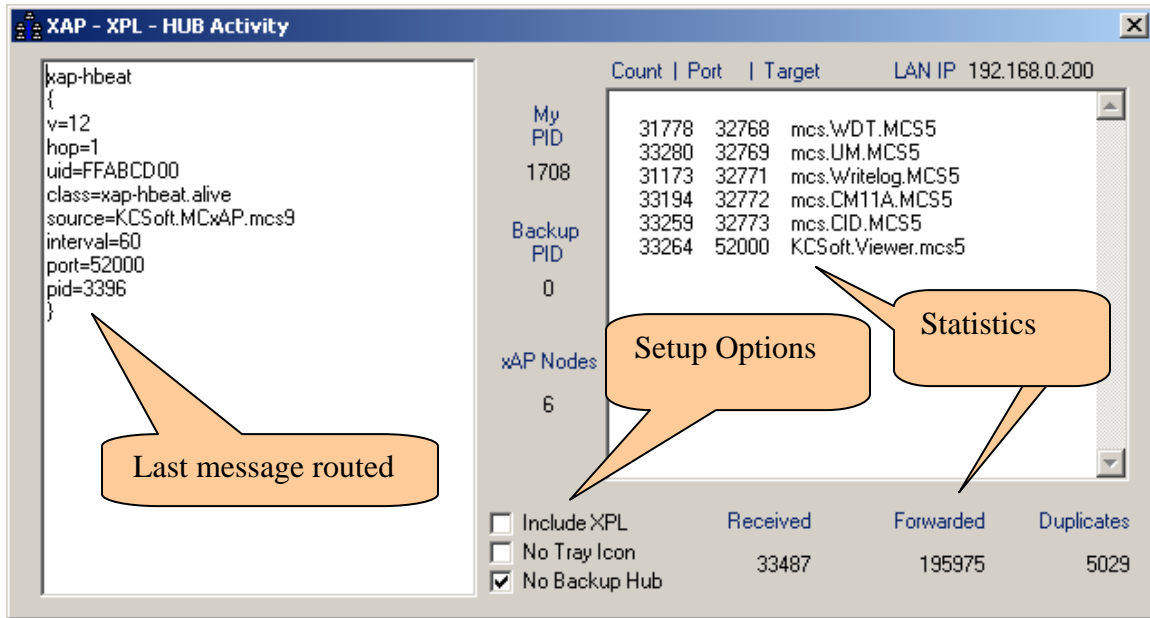 XAP - XPL - HUB Activity
xap-hbeat
{
v=12
hop=1
uid=FFABCD00
class=xap-hbeat.alive
source=KCSoft.MCxAP.mcs9
interval=60
port=52000
pid=3396
}
Last message routed
My
PID
1708
Backup
PID
0
xAP Nodes
6
Count | Port | Target LAN IP 192.168.0.200
31778 32768 mcs.WDT.MCS5
33280 32769 mcs.UM.MCS5
31173 32771 mcs.Writelog.MCS5
33194 32772 mcs.CM11A.MCS5
33259 32773 mcs.CID.MCS5
33264 52000 KCSoft.Viewer.mcs5
Setup Options
Statistics
Include XPL
No Tray Icon
No Backup Hub
Received Forwarded Duplicates
33487 195975 5029